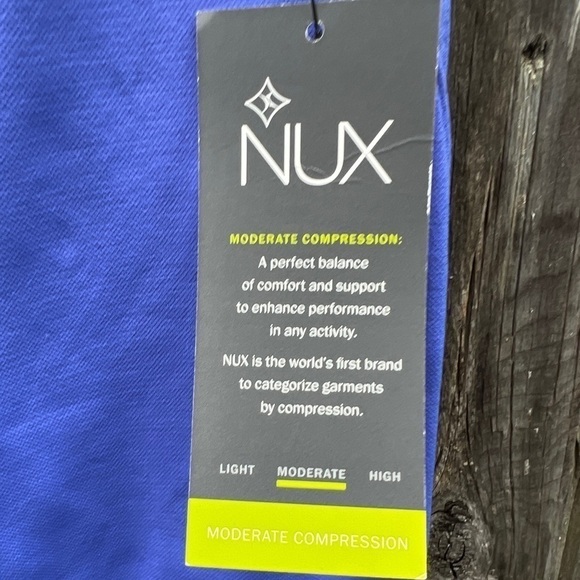 NUX
MODERATE COMPRESSION:
A perfect balance
of comfort and support
to enhance performance
in any activity.
NUX is the world's first brand
to categorize garments
by compression.
LIGHT MODERATE HIGH
MODERATE COMPRESSION